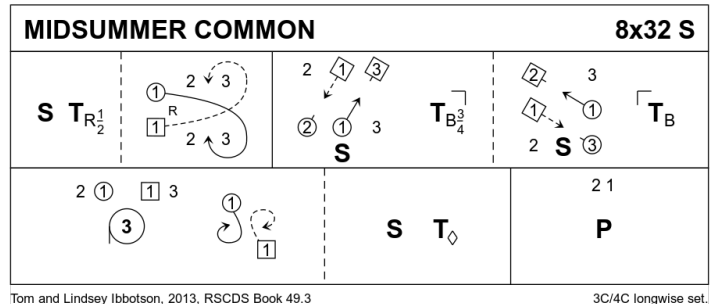 MIDSUMMER COMMON 8x32 S
S T R½ 1 R 1 2 3 2 3
2 1 3 2 1 3 S T B¾
2 3 1 1 2 S 3 T B
2 1 1 3 3 1 1
S T◊
2 1
P
Tom and Lindsey Ibbotson, 2013, RSCDS Book 49.3 3C/4C longwise set.